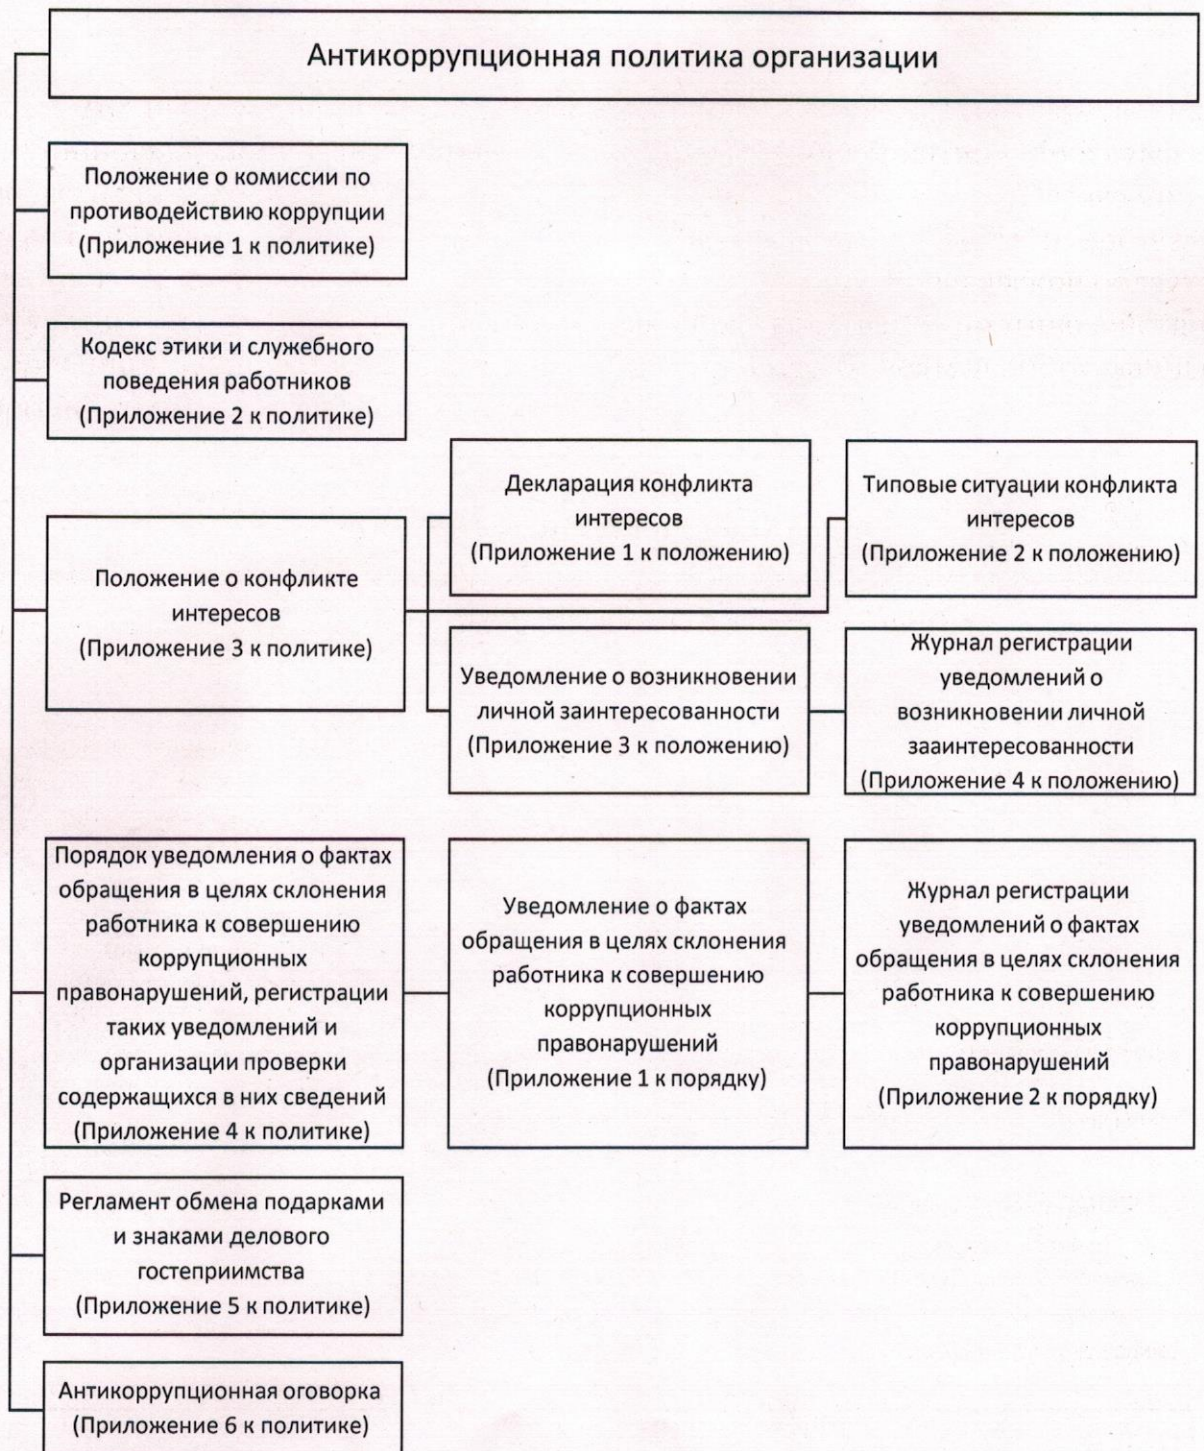 Антикоррупционная политика организации
Положение о комиссии по
противодействию коррупции
(Приложение 1 к политике)
Кодекс этики и служебного
поведения работников
(Приложение 2 к политике)
Положение о конфликте
интересов
(Приложение 3 к политике)
Декларация конфликта
интересов
(Приложение 1 к положению)
Типовые ситуации конфликта
интересов
(Приложение 2 к положению)
Уведомление о возникновении
личной заинтересованности
(Приложение 3 к положению)
Журнал регистрации
уведомлений о
возникновении личной
зааинтересованности
(Приложение 4 к положению)
Порядок уведомления о фактах
обращения в целях склонения
работника к совершению
коррупционных
правонарушений, регистрации
таких уведомлений и
организации проверки
содержащихся в них сведений
(Приложение 4 к политике)
Уведомление о фактах
обращения в целях склонения
работника к совершению
коррупционных
правонарушений
(Приложение 1 к порядку)
Журнал регистрации
уведомлений о фактах
обращения в целях склонения
работника к совершению
коррупционных
правонарушений
(Приложение 2 к порядку)
Регламент обмена подарками
и знаками делового
гостеприимства
(Приложение 5 к политике)
Антикоррупционная оговорка
(Приложение 6 к политике)